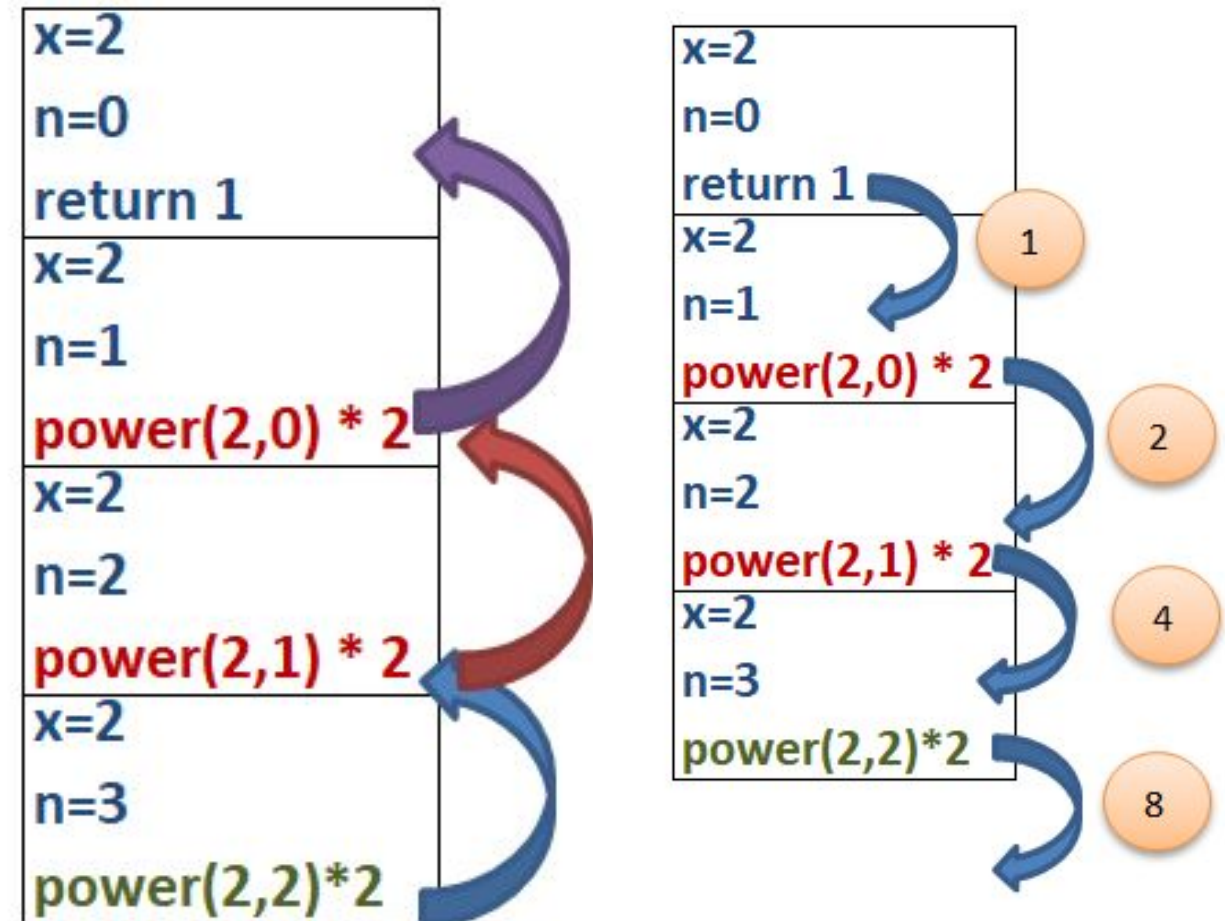 x=2
n=0
return 1
x=2
n=1
power(2,0) * 2
x=2
n=2
power(2,1) * 2
x=2
n=3
power(2,2)*2
x=2
n=0
return 1
1
x=2
n=1
power(2,0) * 2
2
x=2
n=2
power(2,1) * 2
4
x=2
n=3
power(2,2)*2
8